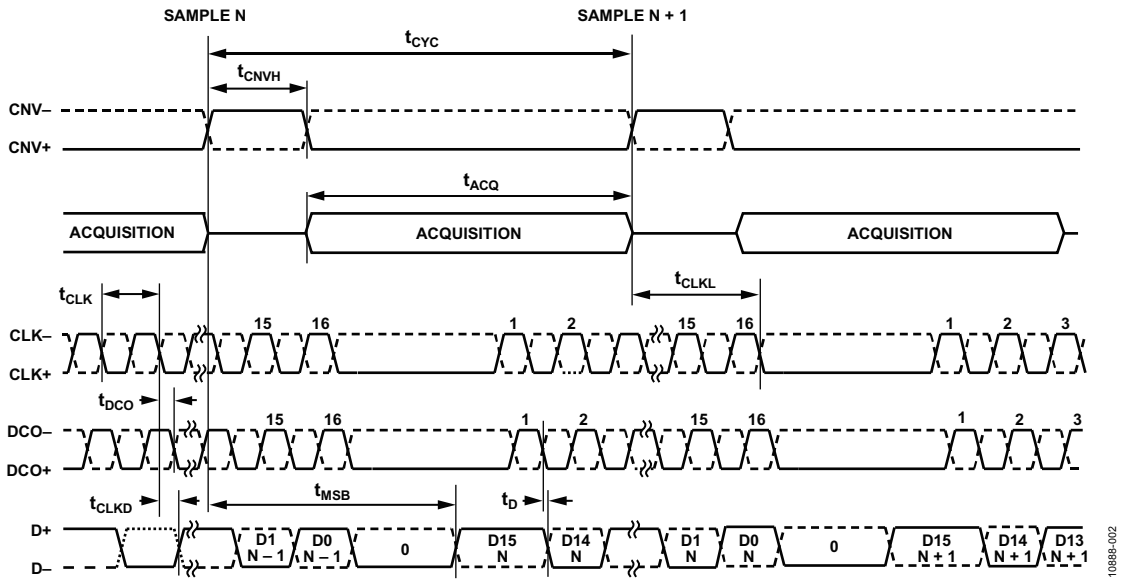 SAMPLE N SAMPLE N + 1
tCYC
tCNVH
CNV–
CNV+
tACQ
ACQUISITION ACQUISITION ACQUISITION
tCLK tCLKL
15 16 1 2 15 16 1 2 3
CLK–
CLK+
tDCO
15 16 1 2 15 16 1 2 3
DCO–
DCO+
tCLKD tMSB tD
D+
D–
D1 N – 1
D0 N – 1
0
D15 N
D14 N
D1 N
D0 N
0
D15 N + 1
D14 N + 1
D13 N + 1
10888-002